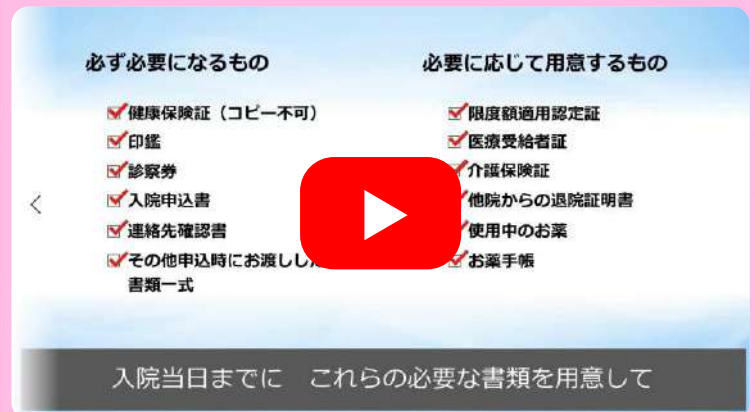 必ず必要になるもの
健康保険証（コピー不可）
印鑑
診察券
入院申込書
連絡先確認書
その他申込時にお渡しし
書類一式
必要に応じて用意するもの
限度額適用認定証
医療受給者証
介護保険証
他院からの退院証明書
使用中のお薬
お薬手帳
入院当日までに　これらの必要な書類を用意して